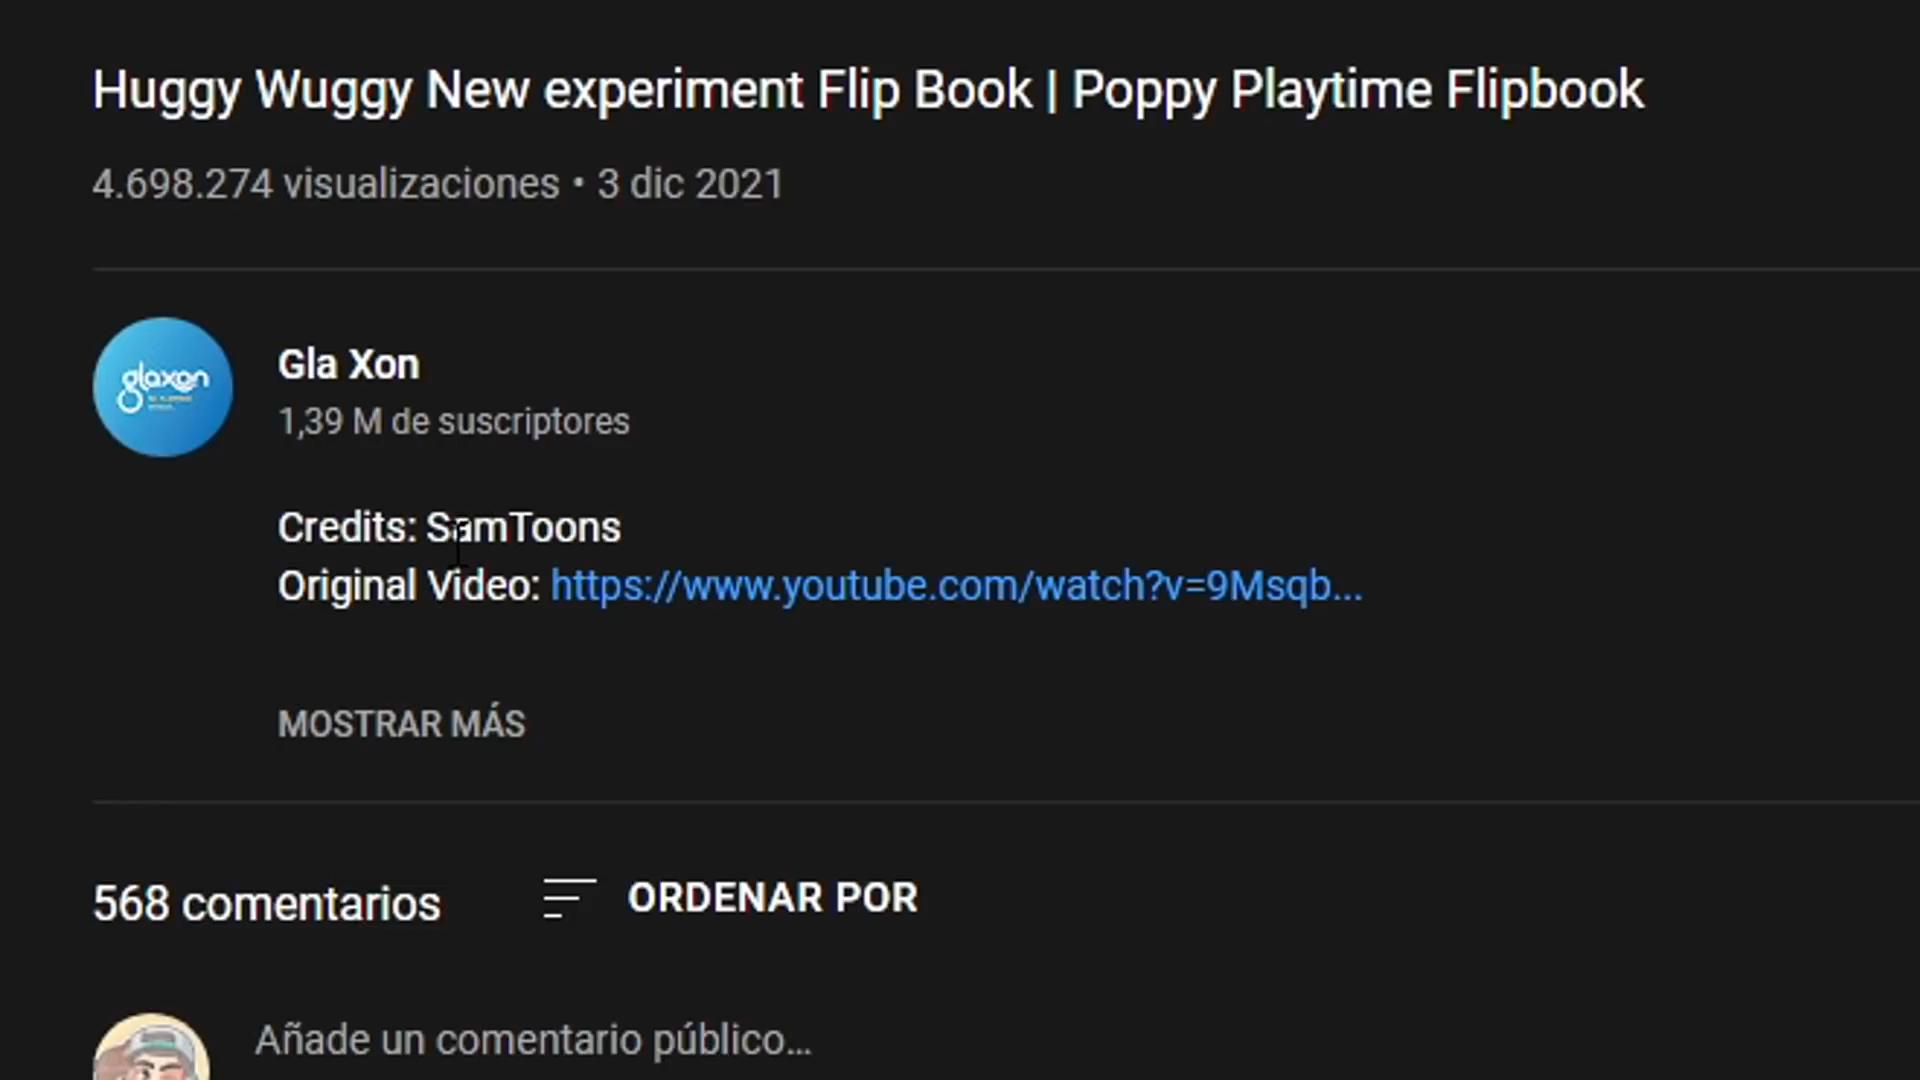 Huggy Wuggy New experiment Flip Book | Poppy Playtime Flipbook
4.698.274 visualizaciones • 3 dic 2021
glaxon
Gla Xon
1,39 M de suscriptores
Credits: SamToons
Original Video: https://www.youtube.com/watch?v=9Msqb...
MOSTRAR MÁS
568 comentarios
ORDENAR POR
Añade un comentario público...